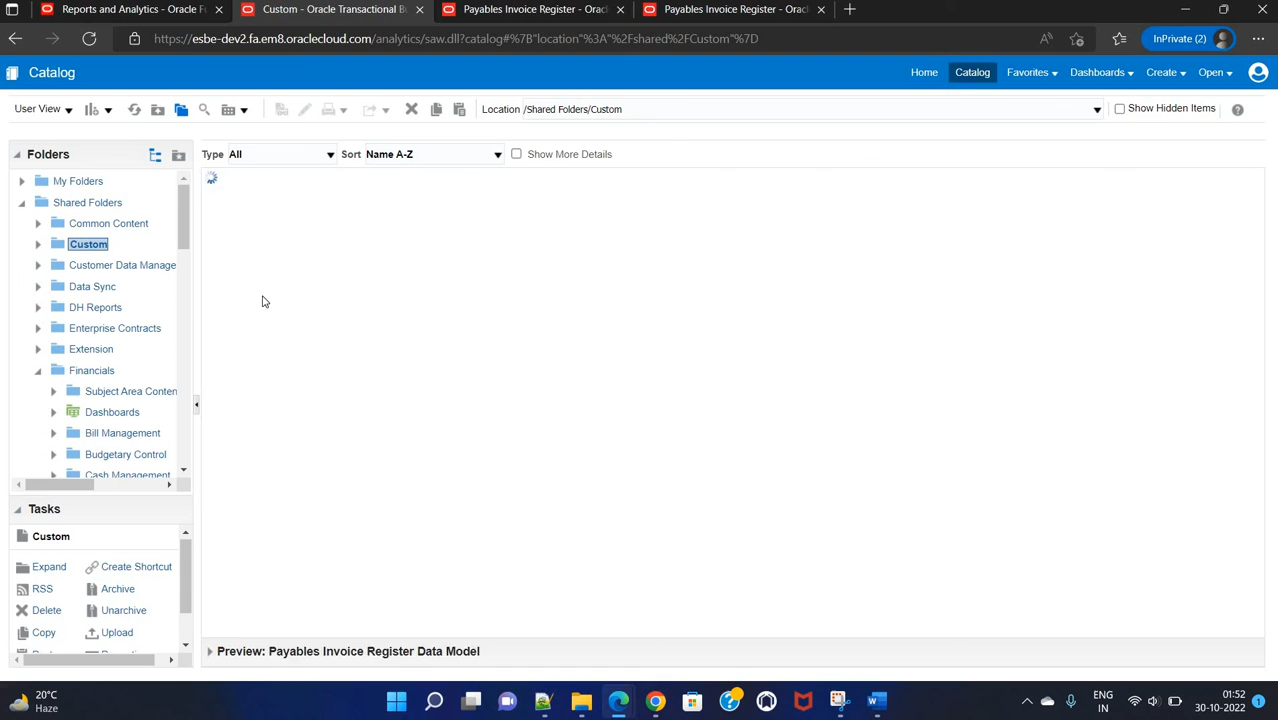 Reports and Analytics - Oracle F
Custom - Oracle Transactional B
Payables Invoice Register - Orac
Payables Invoice Register - Orac
https://esbe-dev2.fa.em8.oraclecloud.com/analytics/saw.dll?catalog#%7B"location"%3A"%2Fshared%2FCustom"%7D
InPrivate (2)
Catalog
Home
Catalog
Favorites
Dashboards
Create
Open
User View
Location /Shared Folders/Custom
Show Hidden Items
Folders
Type All
Sort Name A-Z
Show More Details
My Folders
Shared Folders
Common Content
Custom
Customer Data Manage
Data Sync
DH Reports
Enterprise Contracts
Extension
Financials
Subject Area Conten
Dashboards
Bill Management
Budgetary Control
Cash Management
Tasks
Custom
Expand
Create Shortcut
RSS
Archive
Delete
Unarchive
Copy
Upload
Preview: Payables Invoice Register Data Model
20°C
Haze
ENG
IN
01:52
30-10-2022
1